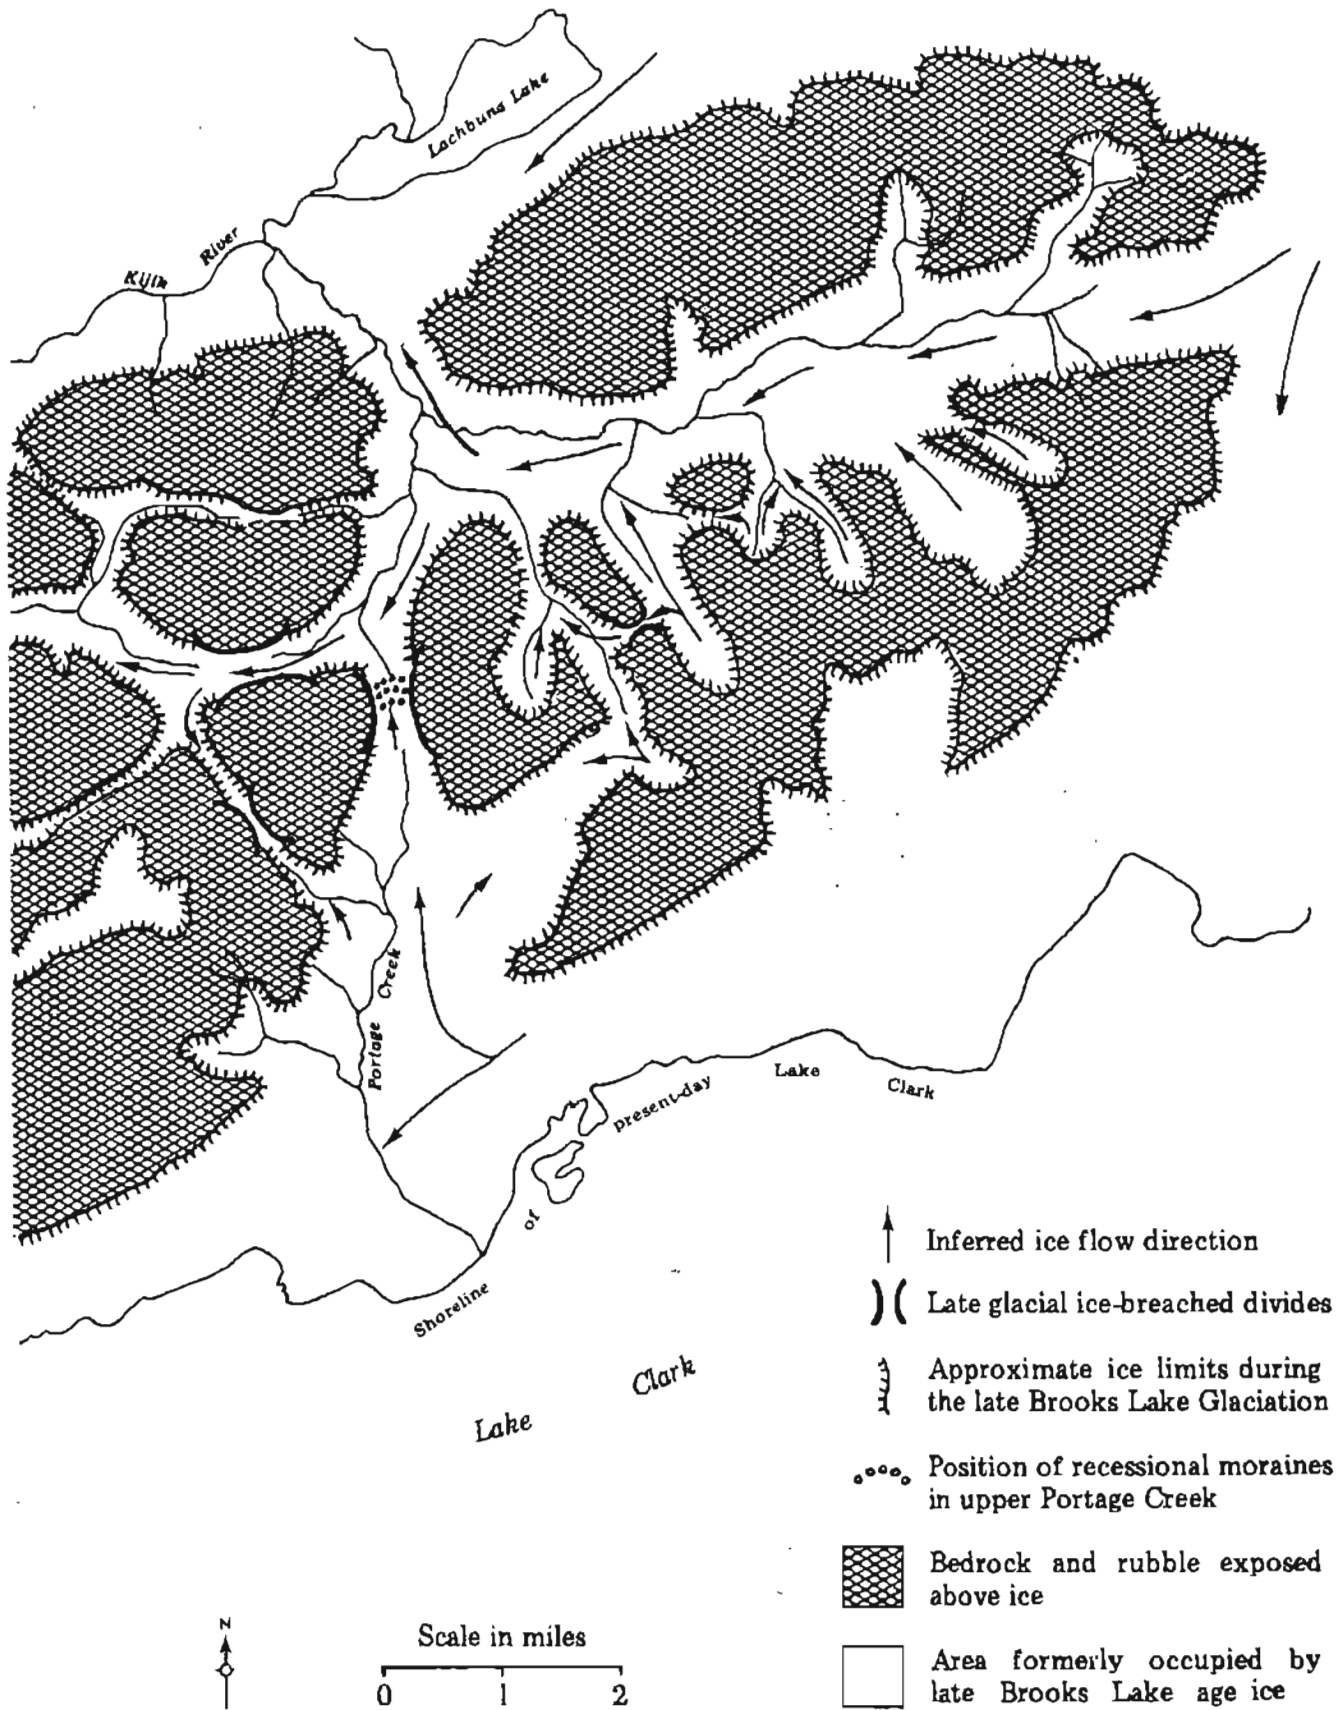 Lachbuna Lake
River
Kijik
Creek
Portage
Shoreline
of
present-day
Lake
Clark
Lake
Clark
Inferred ice flow direction
Late glacial ice-breached divides
Approximate ice limits during
the late Brooks Lake Glaciation
Position of recessional moraines
in upper Portage Creek
Bedrock and rubble exposed
above ice
Area formerly occupied by
late Brooks Lake age ice
N
Scale in miles
0 1 2